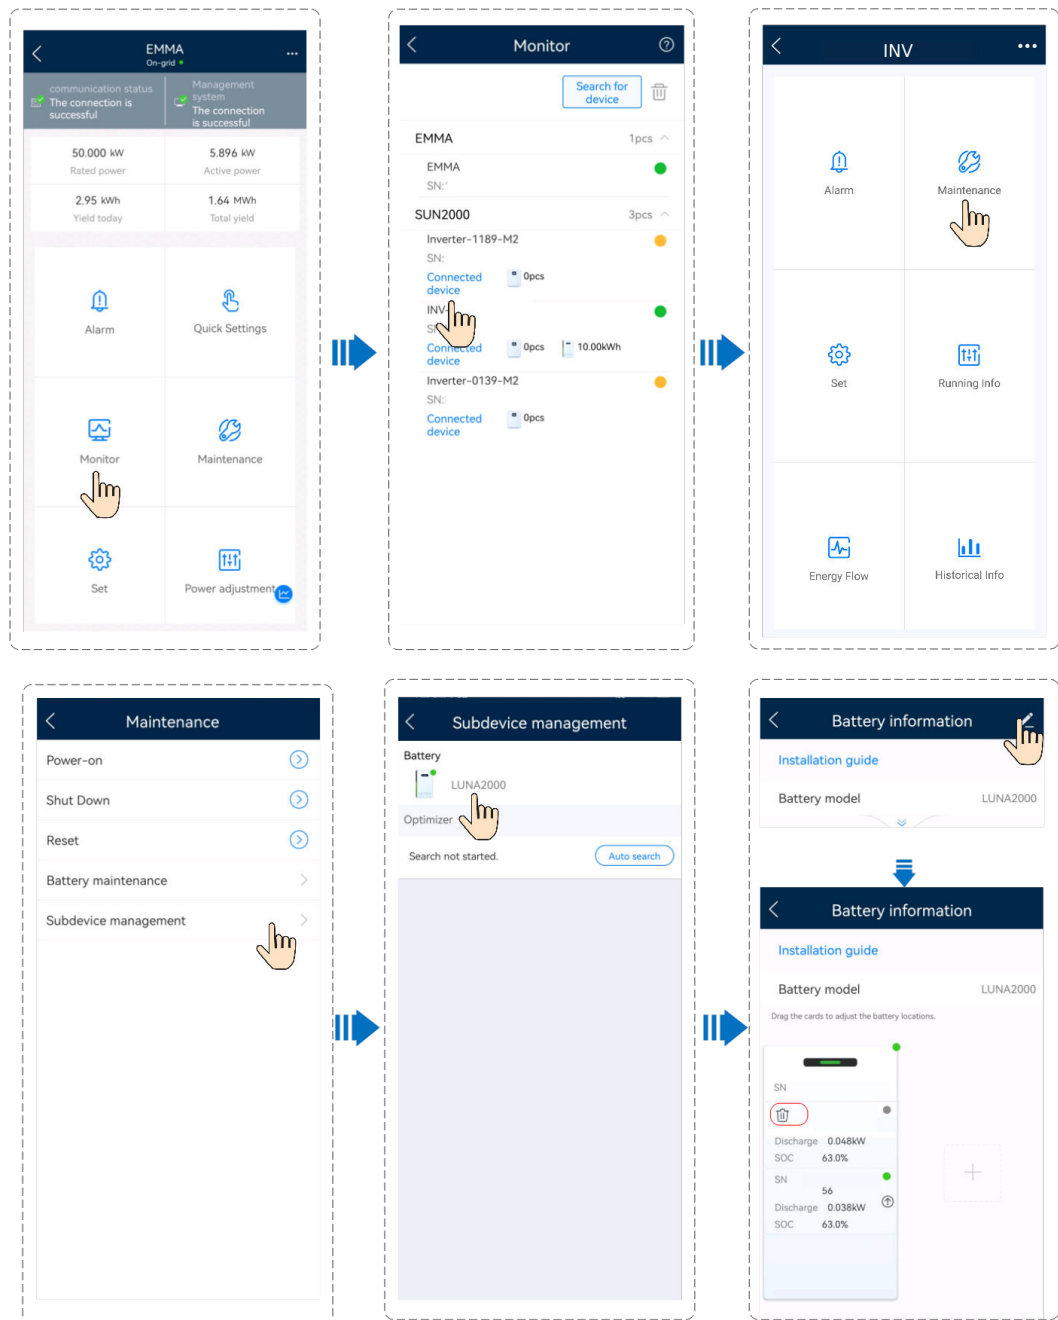 EMMA
On-grid
communication status
The connection is
successful
Management
system
The connection
is successful
50.000 kW
Rated power
5.896 kW
Active power
2.95 kWh
Yield today
1.64 MWh
Total yield
Alarm
Quick Settings
Monitor
Maintenance
Set
Power adjustment
Monitor
Search for
device
EMMA
1pcs
EMMA
SN:
SUN2000
3pcs
Inverter-1189-M2
SN:
Connected
device
0pcs
INV-
Connected
device
0pcs
10.00kWh
Inverter-0139-M2
SN:
Connected
device
0pcs
INV
Alarm
Maintenance
Set
Running Info
Energy Flow
Historical Info
Maintenance
Power-on
Shut Down
Reset
Battery maintenance
Subdevice management
Subdevice management
Battery
LUNA2000
Optimizer
Search not started.
Auto search
Battery information
Installation guide
Battery model
LUNA2000
Battery information
Installation guide
Battery model
LUNA2000
Drag the cards to adjust the battery locations.
SN
Discharge 0.048kW
SOC 63.0%
SN
56
Discharge 0.038kW
SOC 63.0%